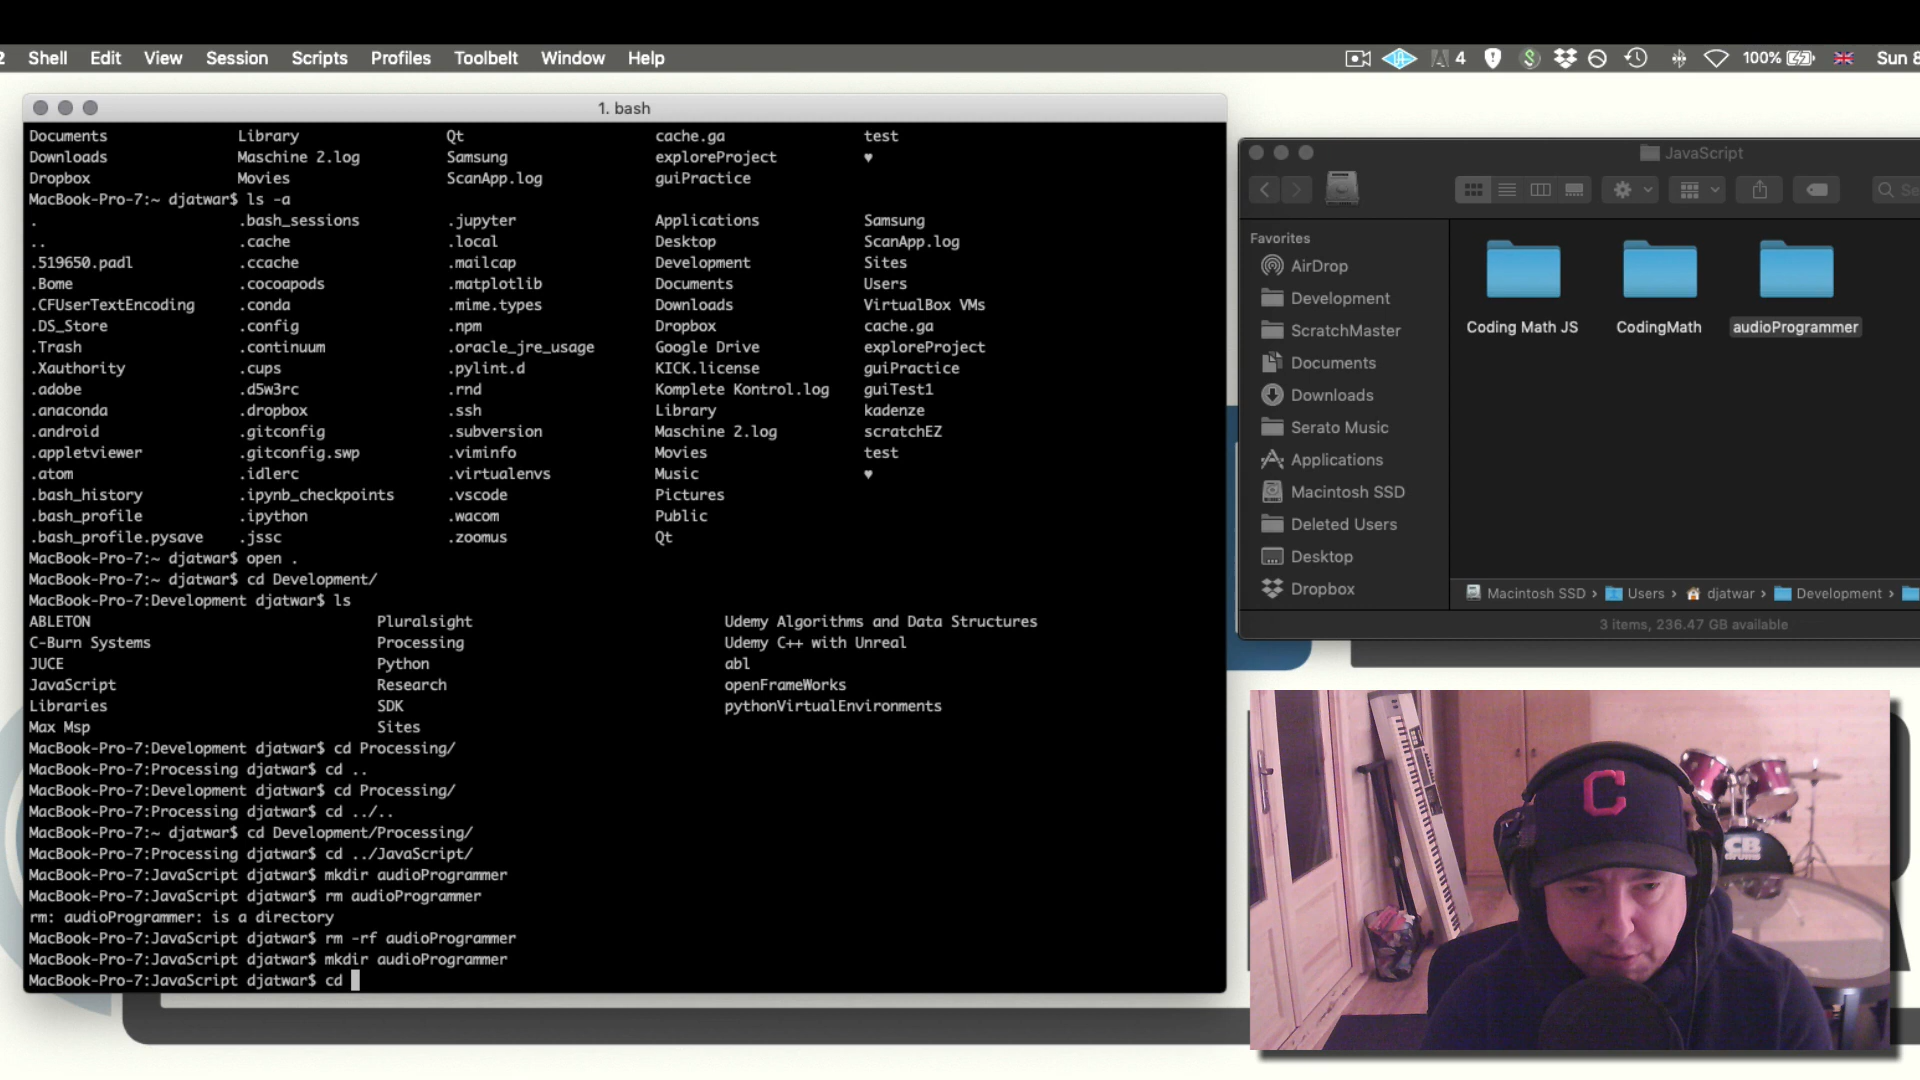 2 Shell Edit View Session Scripts Profiles Toolbelt Window Help 4 100% Sun 8
1. bash
Documents Library Qt cache.ga test
Downloads Maschine 2.log Samsung exploreProject ♥
Dropbox Movies ScanApp.log guiPractice
MacBook-Pro-7:~ djatwar$ ls -a
. .bash_sessions .jupyter Applications Samsung
.. .cache .local Desktop ScanApp.log
.519650.padl .ccache .mailcap Development Sites
.Bome .cocoapods .matplotlib Documents Users
.CFUserTextEncoding .conda .mime.types Downloads VirtualBox VMs
.DS_Store .config .npm Dropbox cache.ga
.Trash .continuum .oracle_jre_usage Google Drive exploreProject
.Xauthority .cups .pylint.d KICK.license guiPractice
.adobe .d5w3rc .rnd Komplete Kontrol.log guiTest1
.anaconda .dropbox .ssh Library kadenze
.android .gitconfig .subversion Maschine 2.log scratchEZ
.appletviewer .gitconfig.swp .viminfo Movies test
.atom .idlerc .virtualenvs Music ♥
.bash_history .ipynb_checkpoints .vscode Pictures
.bash_profile .ipython .wacom Public
.bash_profile.pysave .jssc .zoomus Qt
MacBook-Pro-7:~ djatwar$ open .
MacBook-Pro-7:~ djatwar$ cd Development/
MacBook-Pro-7:Development djatwar$ ls
ABLETON Pluralsight Udemy Algorithms and Data Structures
C-Burn Systems Processing Udemy C++ with Unreal
JUCE Python abl
JavaScript Research openFrameWorks
Libraries SDK pythonVirtualEnvironments
Max Msp Sites
MacBook-Pro-7:Development djatwar$ cd Processing/
MacBook-Pro-7:Processing djatwar$ cd ..
MacBook-Pro-7:Development djatwar$ cd Processing/
MacBook-Pro-7:Processing djatwar$ cd ../..
MacBook-Pro-7:~ djatwar$ cd Development/Processing/
MacBook-Pro-7:Processing djatwar$ cd ../JavaScript/
MacBook-Pro-7:JavaScript djatwar$ mkdir audioProgrammer
MacBook-Pro-7:JavaScript djatwar$ rm audioProgrammer
rm: audioProgrammer: is a directory
MacBook-Pro-7:JavaScript djatwar$ rm -rf audioProgrammer
MacBook-Pro-7:JavaScript djatwar$ mkdir audioProgrammer
MacBook-Pro-7:JavaScript djatwar$ cd
JavaScript
Se
Favorites
AirDrop
Development
ScratchMaster
Documents
Downloads
Serato Music
Applications
Macintosh SSD
Deleted Users
Desktop
Dropbox
Coding Math JS CodingMath audioProgrammer
Macintosh SSD › Users › djatwar › Development ›
3 items, 236.47 GB available
C
CB
DRUMS